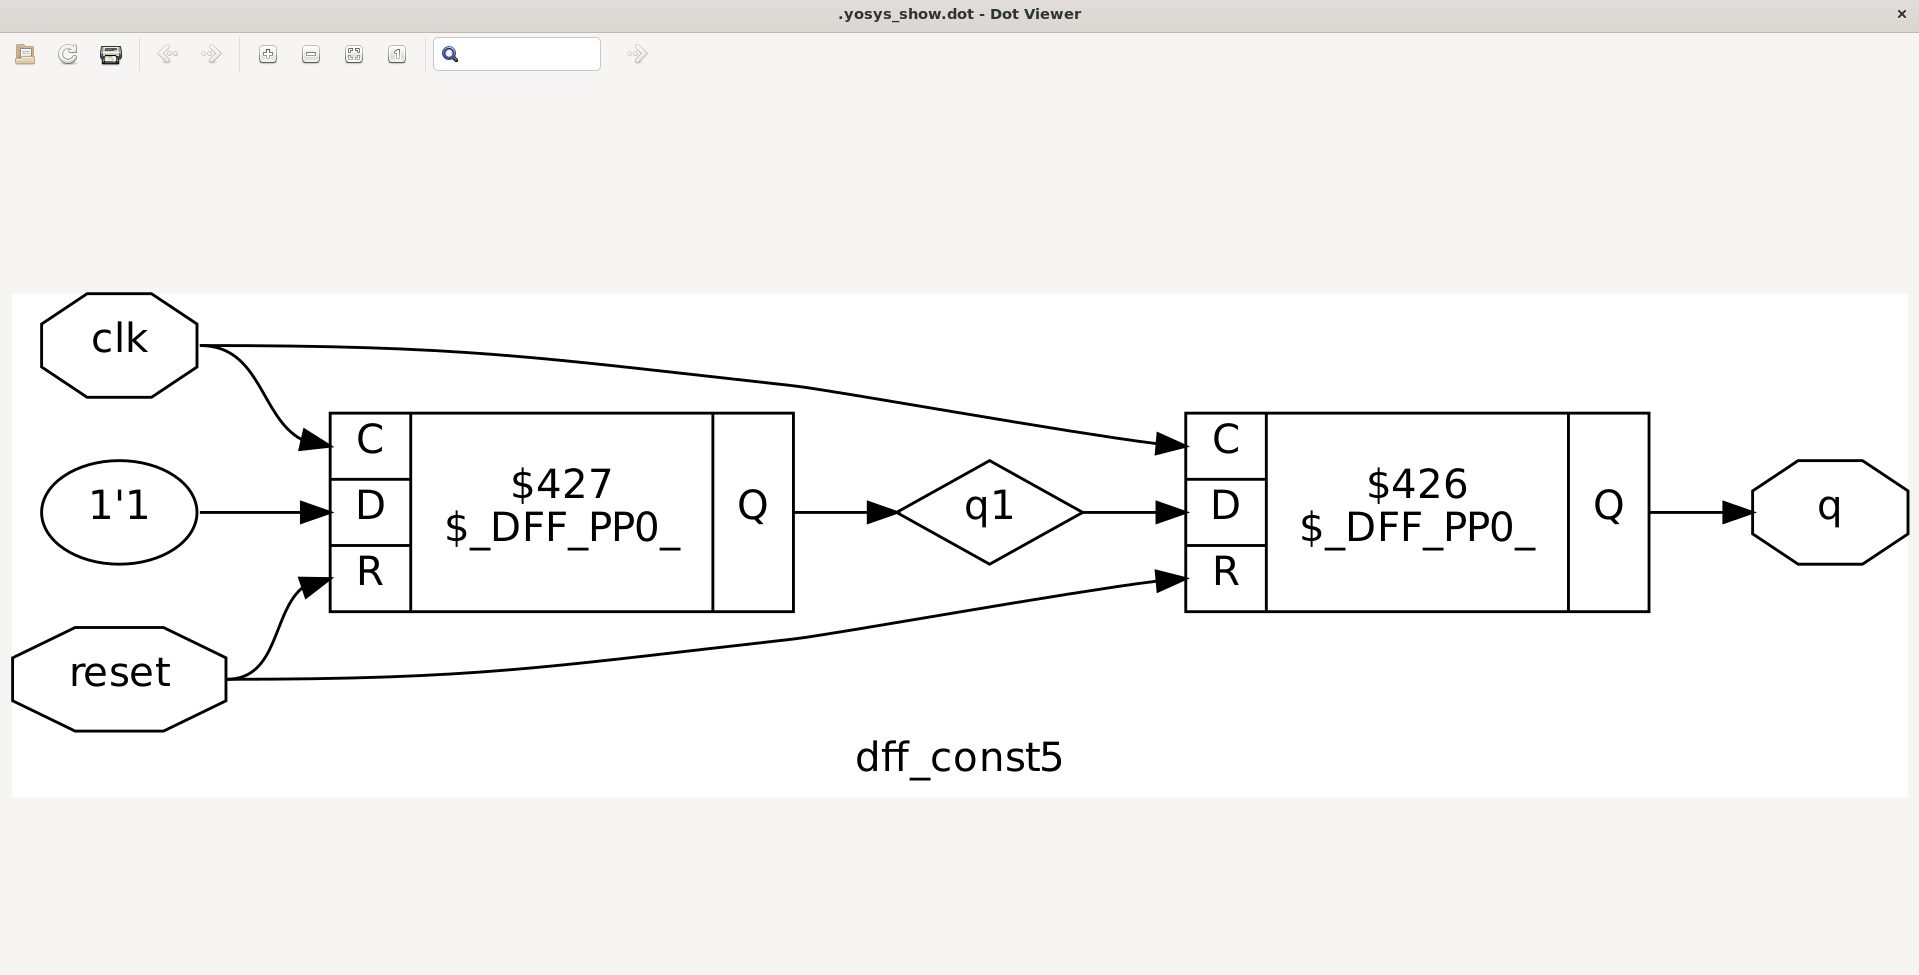 .yosys_show.dot - Dot Viewer
clk
1'1
reset
C
D
R
$427
$_DFF_PP0_
Q
q1
C
D
R
$426
$_DFF_PP0_
Q
q
dff_const5